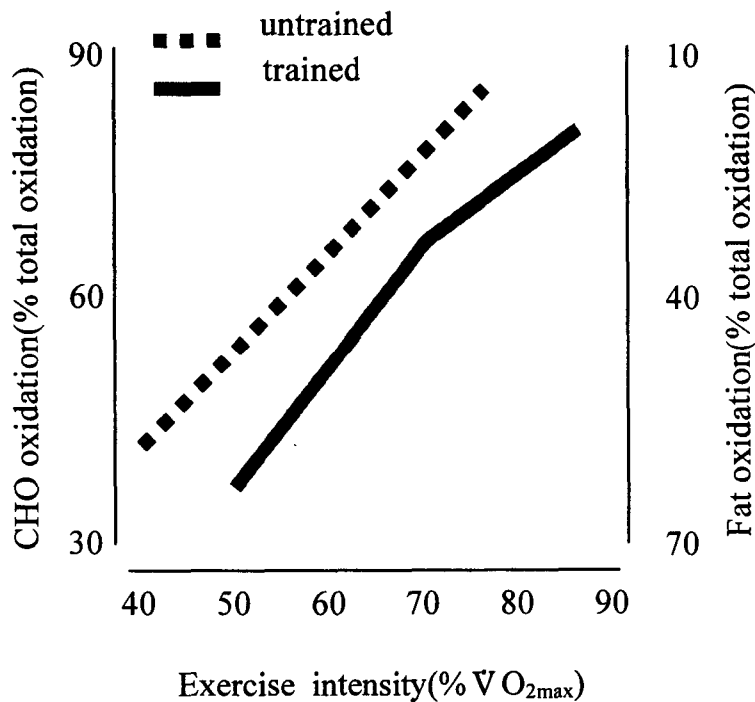 untrained
trained
90
60
30
CHO oxidation(% total oxidation)
10
40
70
Fat oxidation(% total oxidation)
40 50 60 70 80 90
Exercise intensity(% V̇ O₂max)